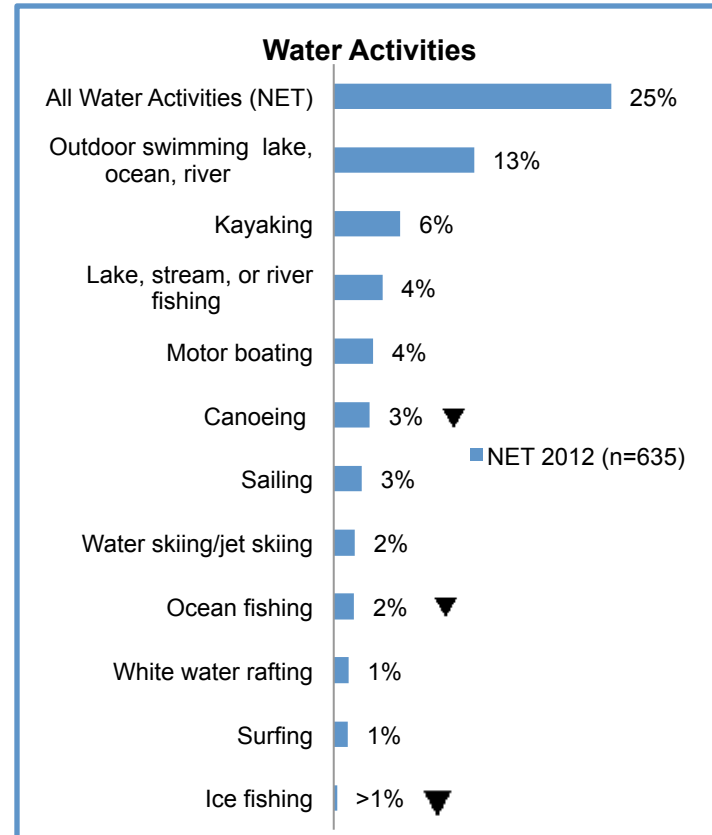 Water Activities
All Water Activities (NET) 25%
Outdoor swimming lake,
ocean, river 13%
Kayaking 6%
Lake, stream, or river
fishing 4%
Motor boating 4%
Canoeing 3%
NET 2012 (n=635)
Sailing 3%
Water skiing/jet skiing 2%
Ocean fishing 2%
White water rafting 1%
Surfing 1%
Ice fishing >1%